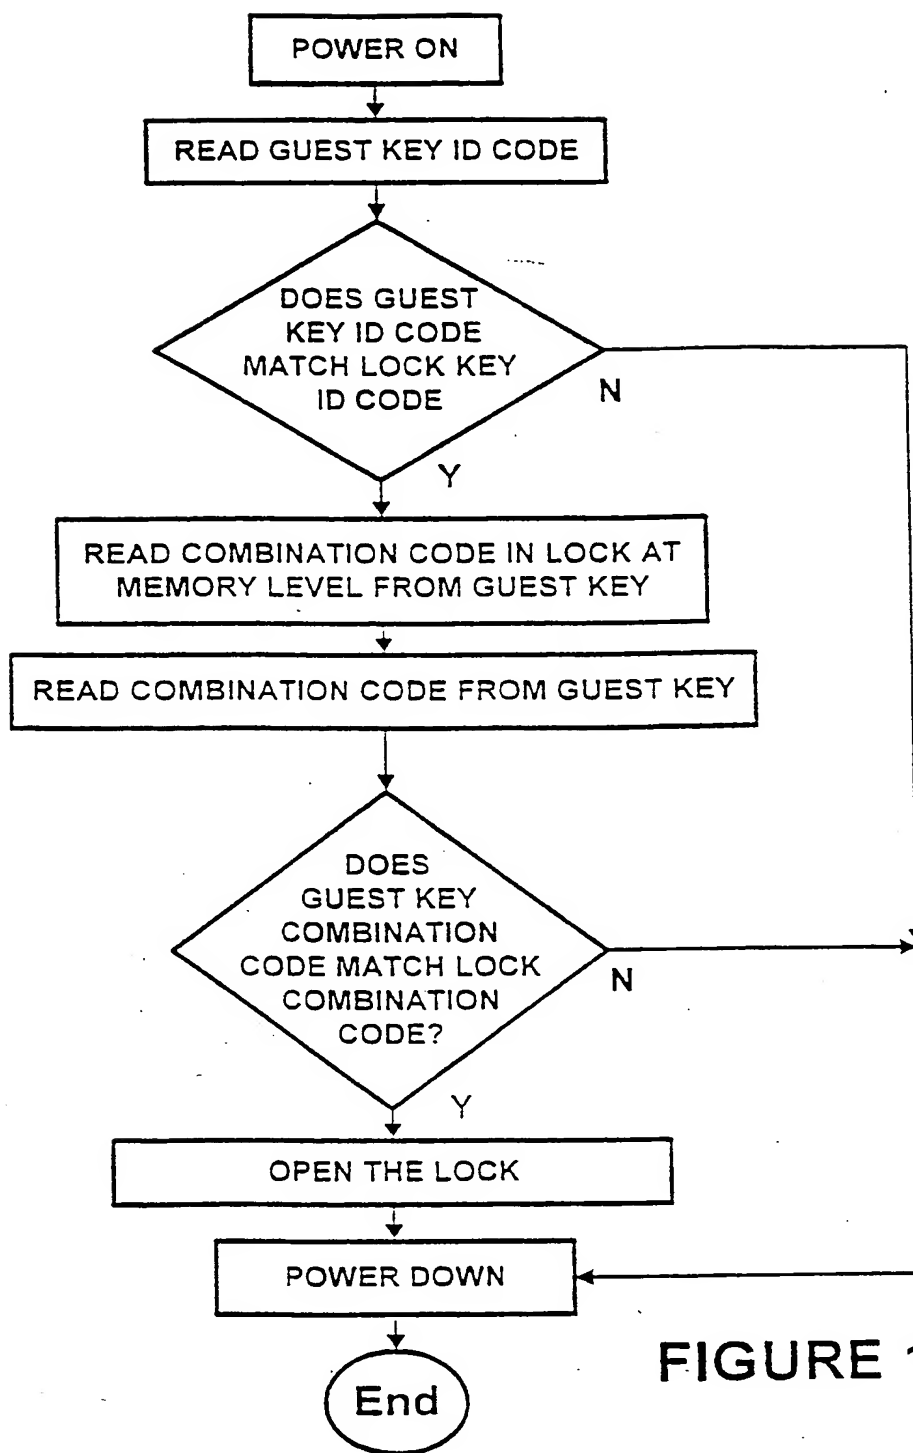 POWER ON
READ GUEST KEY ID CODE
DOES GUEST
KEY ID CODE
MATCH LOCK KEY
ID CODE
N
Y
READ COMBINATION CODE IN LOCK AT
MEMORY LEVEL FROM GUEST KEY
READ COMBINATION CODE FROM GUEST KEY
DOES
GUEST KEY
COMBINATION
CODE MATCH LOCK
COMBINATION
CODE?
N
Y
OPEN THE LOCK
POWER DOWN
End
FIGURE